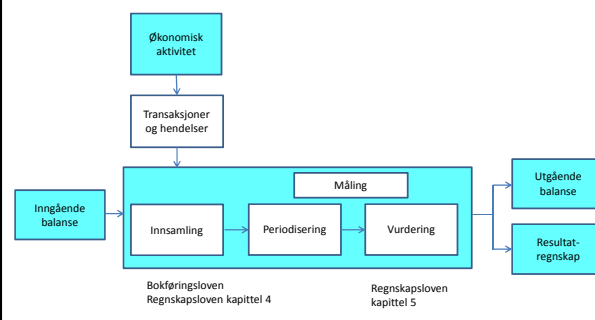 Økonomisk
aktivitet
Transaksjoner
og hendelser
Måling
Inngående
balanse
Innsamling
Periodisering
Vurdering
Utgående
balanse
Resultat-
regnskap
Bokføringsloven
Regnskapsloven kapittel 4
Regnskapsloven
kapittel 5